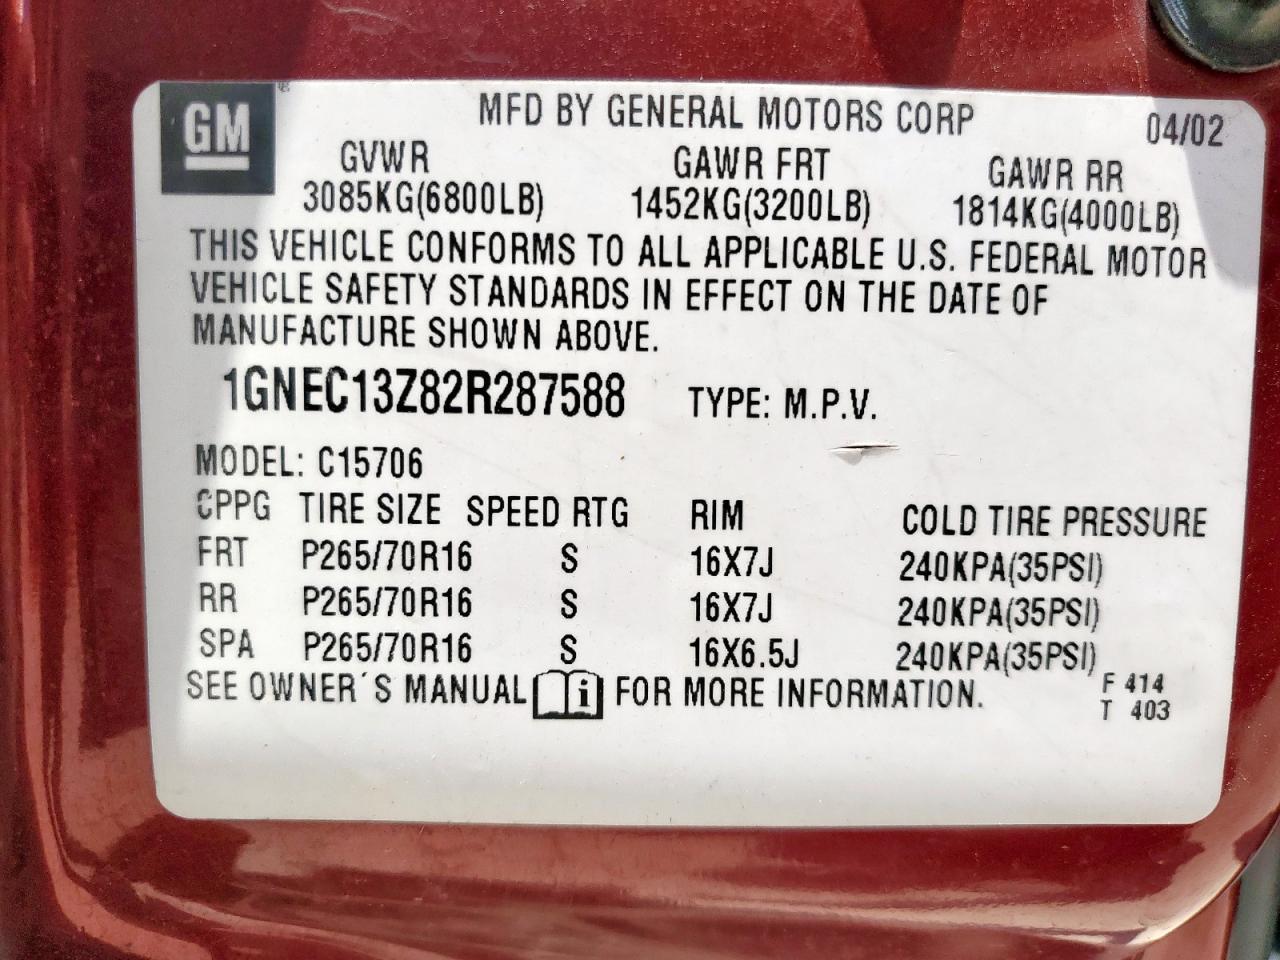 GM
MFD BY GENERAL MOTORS CORP 04/02
GVWR GAWR FRT GAWR RR
3085KG(6800LB) 1452KG(3200LB) 1814KG(4000LB)
THIS VEHICLE CONFORMS TO ALL APPLICABLE U.S. FEDERAL MOTOR
VEHICLE SAFETY STANDARDS IN EFFECT ON THE DATE OF
MANUFACTURE SHOWN ABOVE.
1GNEC13Z82R287588 TYPE: M.P.V.
MODEL: C15706
CPPG TIRE SIZE SPEED RTG RIM COLD TIRE PRESSURE
FRT P265/70R16 S 16X7J 240KPA(35PSI)
RR P265/70R16 S 16X7J 240KPA(35PSI)
SPA P265/70R16 S 16X6.5J 240KPA(35PSI)
SEE OWNER´S MANUAL i FOR MORE INFORMATION. F 414
T 403